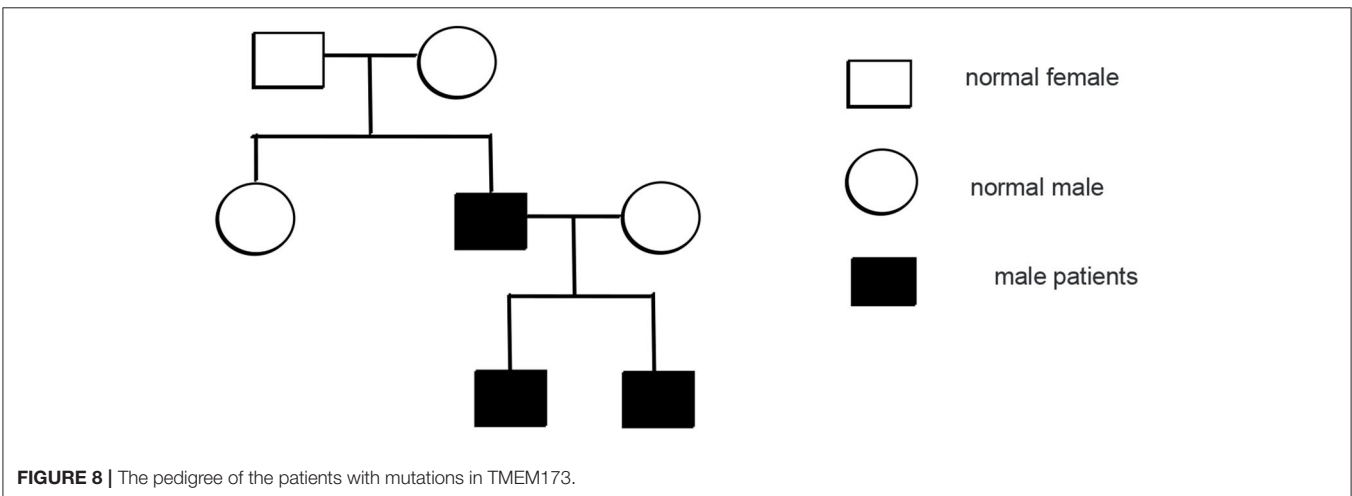 normal female
normal male
male patients
FIGURE 8 | The pedigree of the patients with mutations in TMEM173.